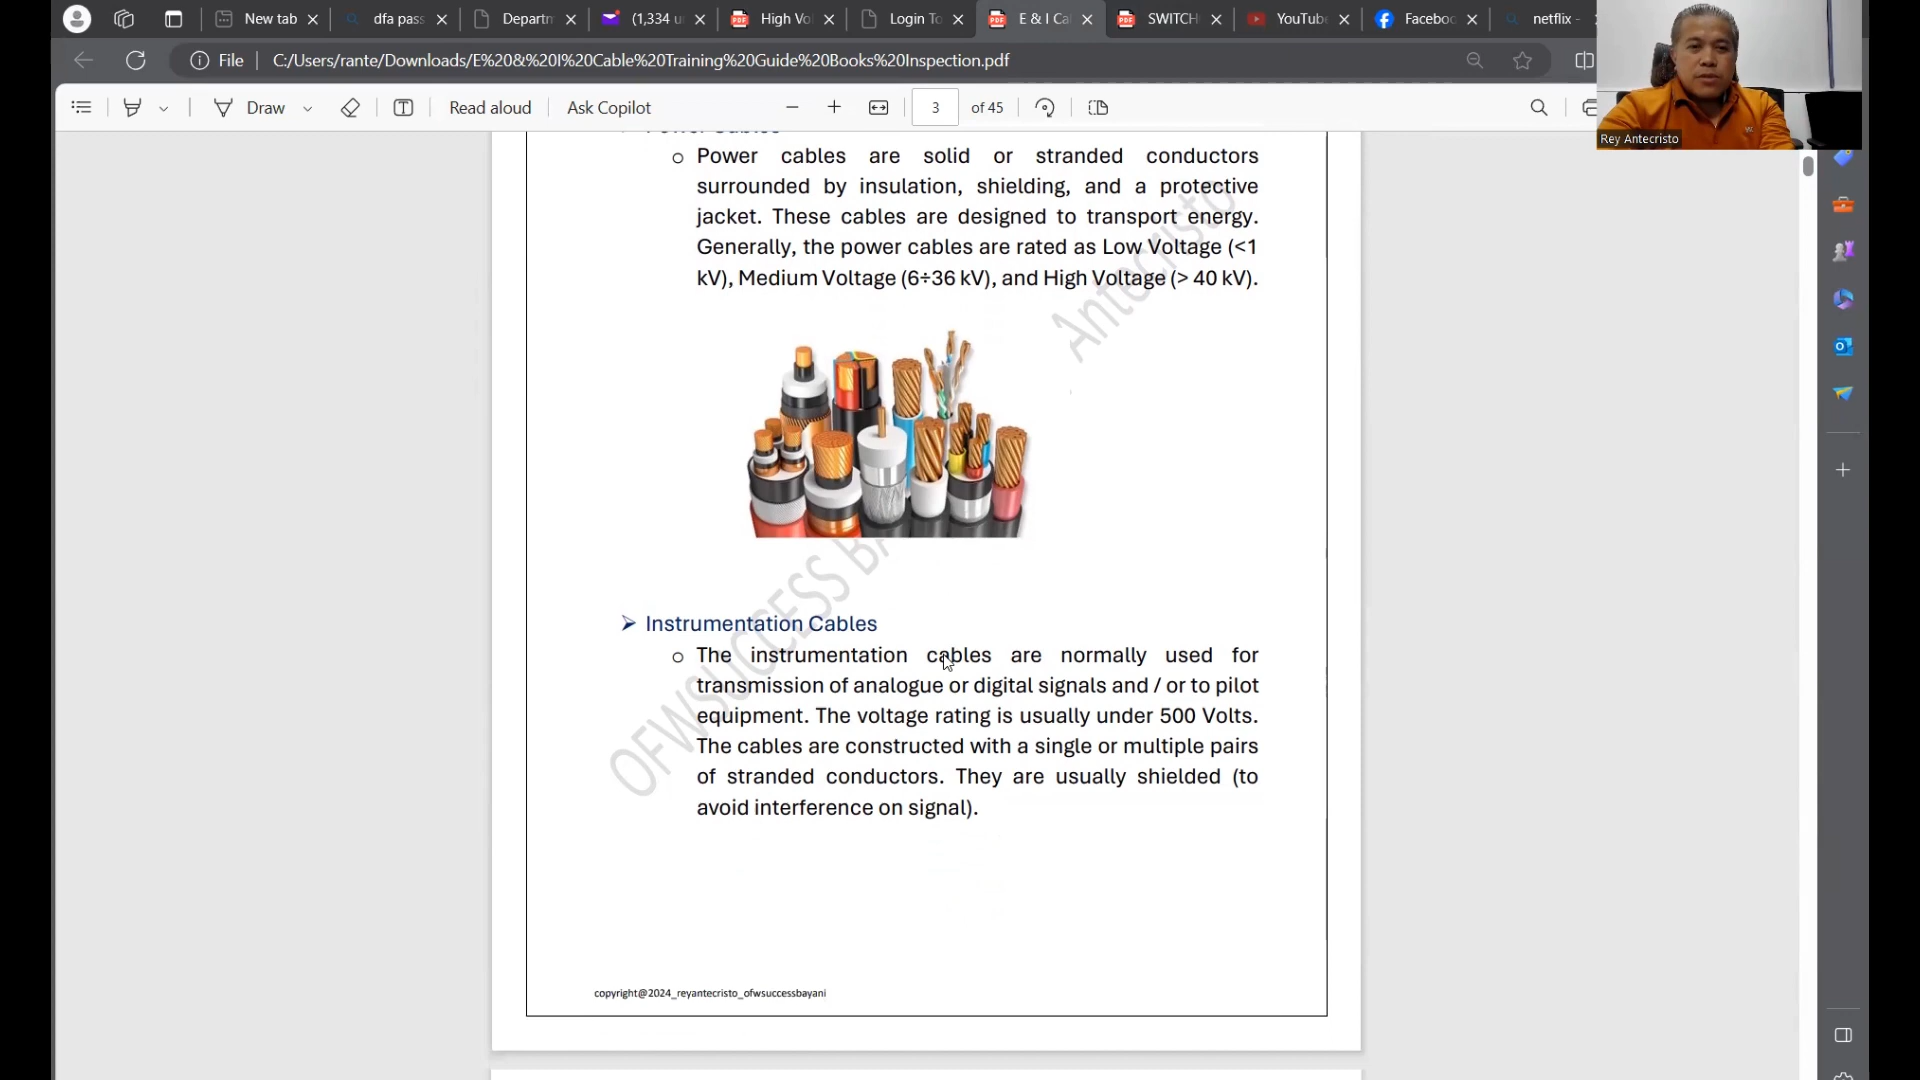 New tab
dfa pass
Departm
(1,334 u
High Vol
Login To
E & I Ca
SWITCH
YouTube
Faceboo
netflix -
File
C:/Users/rante/Downloads/E%20&%20I%20Cable%20Training%20Guide%20Books%20Inspection.pdf
Draw
Read aloud
Ask Copilot
3
of 45
Rey Antecristo
Power Cables
Power cables are solid or stranded conductors
surrounded by insulation, shielding, and a protective
jacket. These cables are designed to transport energy.
Generally, the power cables are rated as Low Voltage (<1
kV), Medium Voltage (6÷36 kV), and High Voltage (> 40 kV).
Antecristo
OFWSUCCESS BA
Instrumentation Cables
The instrumentation cables are normally used for
transmission of analogue or digital signals and / or to pilot
equipment. The voltage rating is usually under 500 Volts.
The cables are constructed with a single or multiple pairs
of stranded conductors. They are usually shielded (to
avoid interference on signal).
copyright@2024_reyantecristo_ofwsuccessbayani